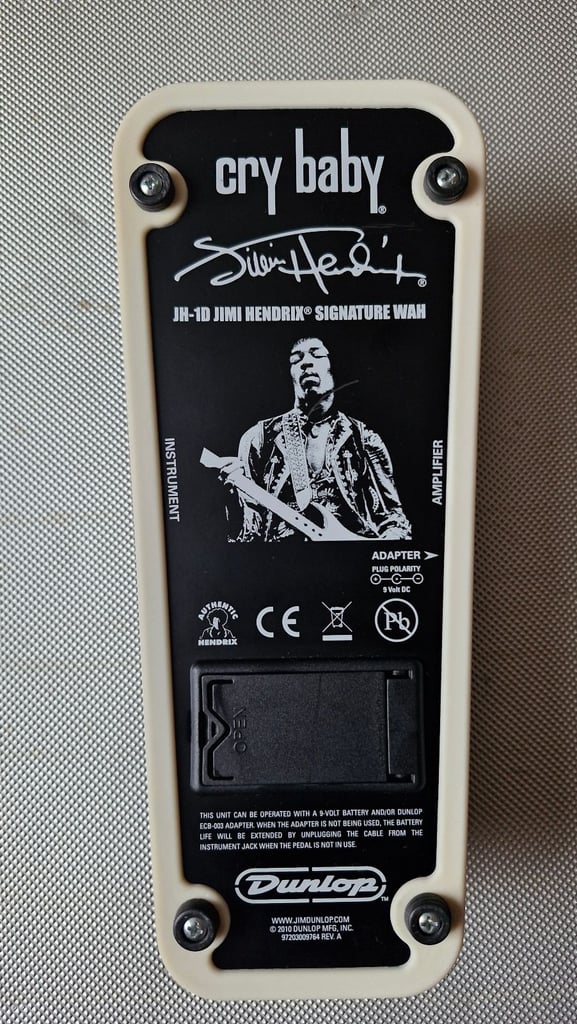 cry baby®
Jimi Hendrix®
JH-1D JIMI HENDRIX® SIGNATURE WAH
INSTRUMENT
AMPLIFIER
ADAPTER
PLUG POLARITY
9 Volt DC
AUTHENTIC
HENDRIX
CE
Pb
OPEN
THIS UNIT CAN BE OPERATED WITH A 9-VOLT BATTERY AND/OR DUNLOP
ECB-003 ADAPTER. WHEN THE ADAPTER IS NOT BEING USED, THE BATTERY
LIFE WILL BE EXTENDED BY UNPLUGGING THE CABLE FROM THE
INSTRUMENT JACK WHEN THE PEDAL IS NOT IN USE.
Dunlop™
WWW.JIMDUNLOP.COM
© 2010 DUNLOP MFG, INC.
97203009764 REV. A